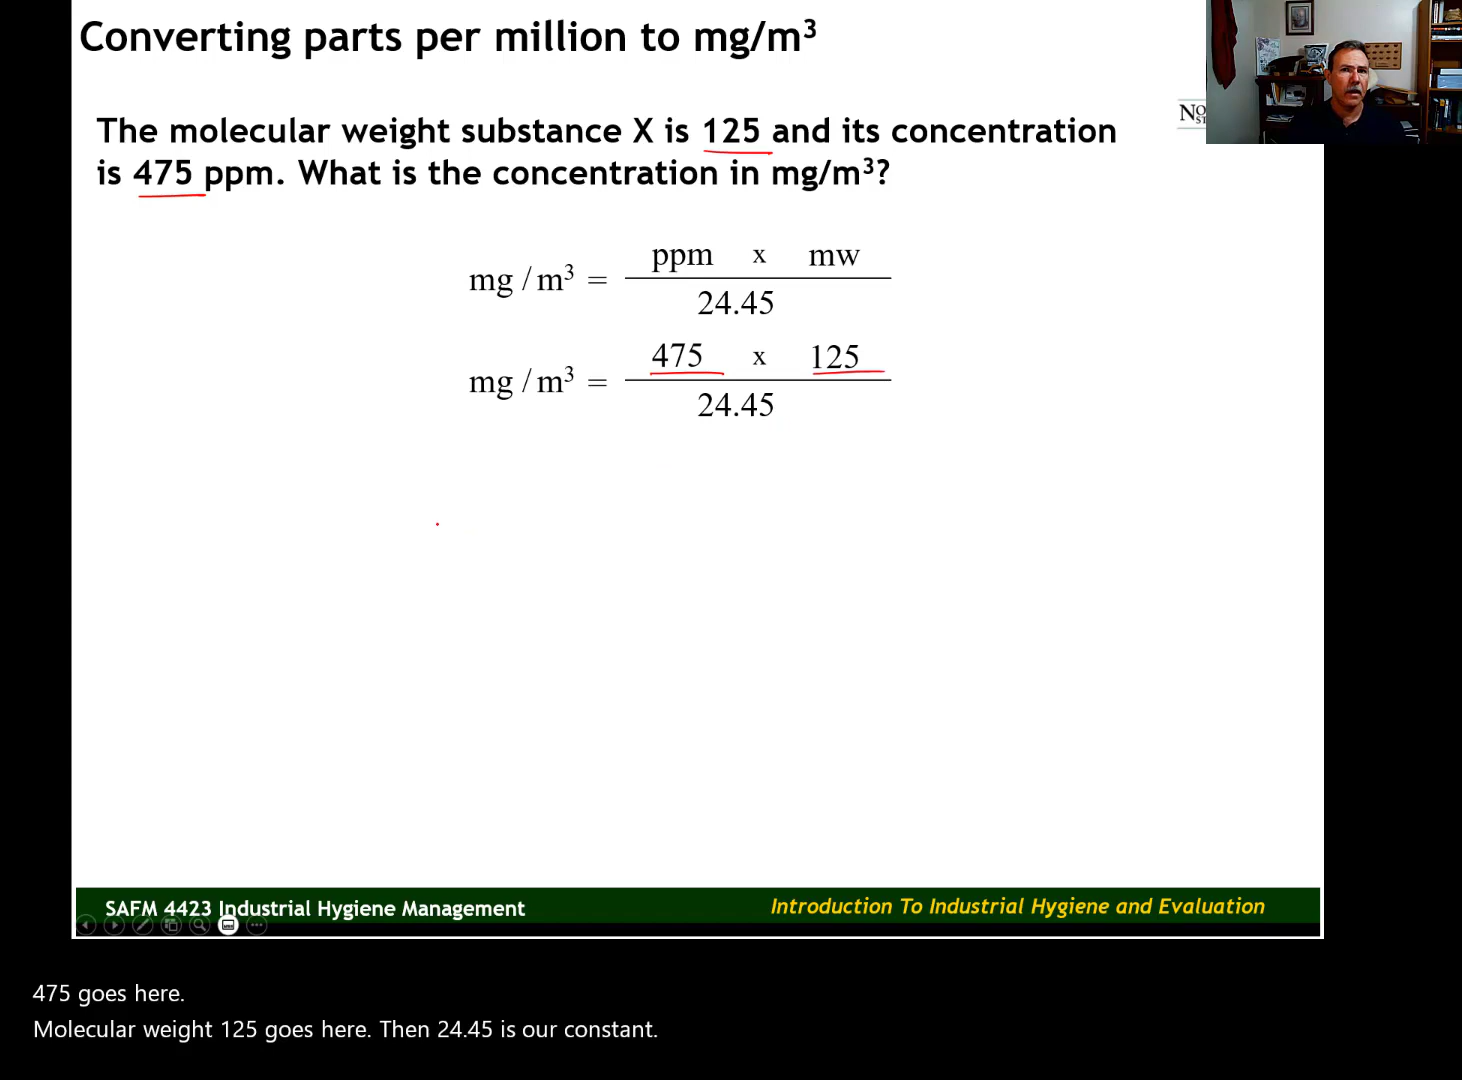 Converting parts per million to mg/m³
The molecular weight substance X is 125 and its concentration
is 475 ppm. What is the concentration in mg/m³?
mg / m³ = ppm x mw
24.45
mg / m³ = 475 x 125
24.45
SAFM 4423 Industrial Hygiene Management
Introduction To Industrial Hygiene and Evaluation
475 goes here.
Molecular weight 125 goes here. Then 24.45 is our constant.